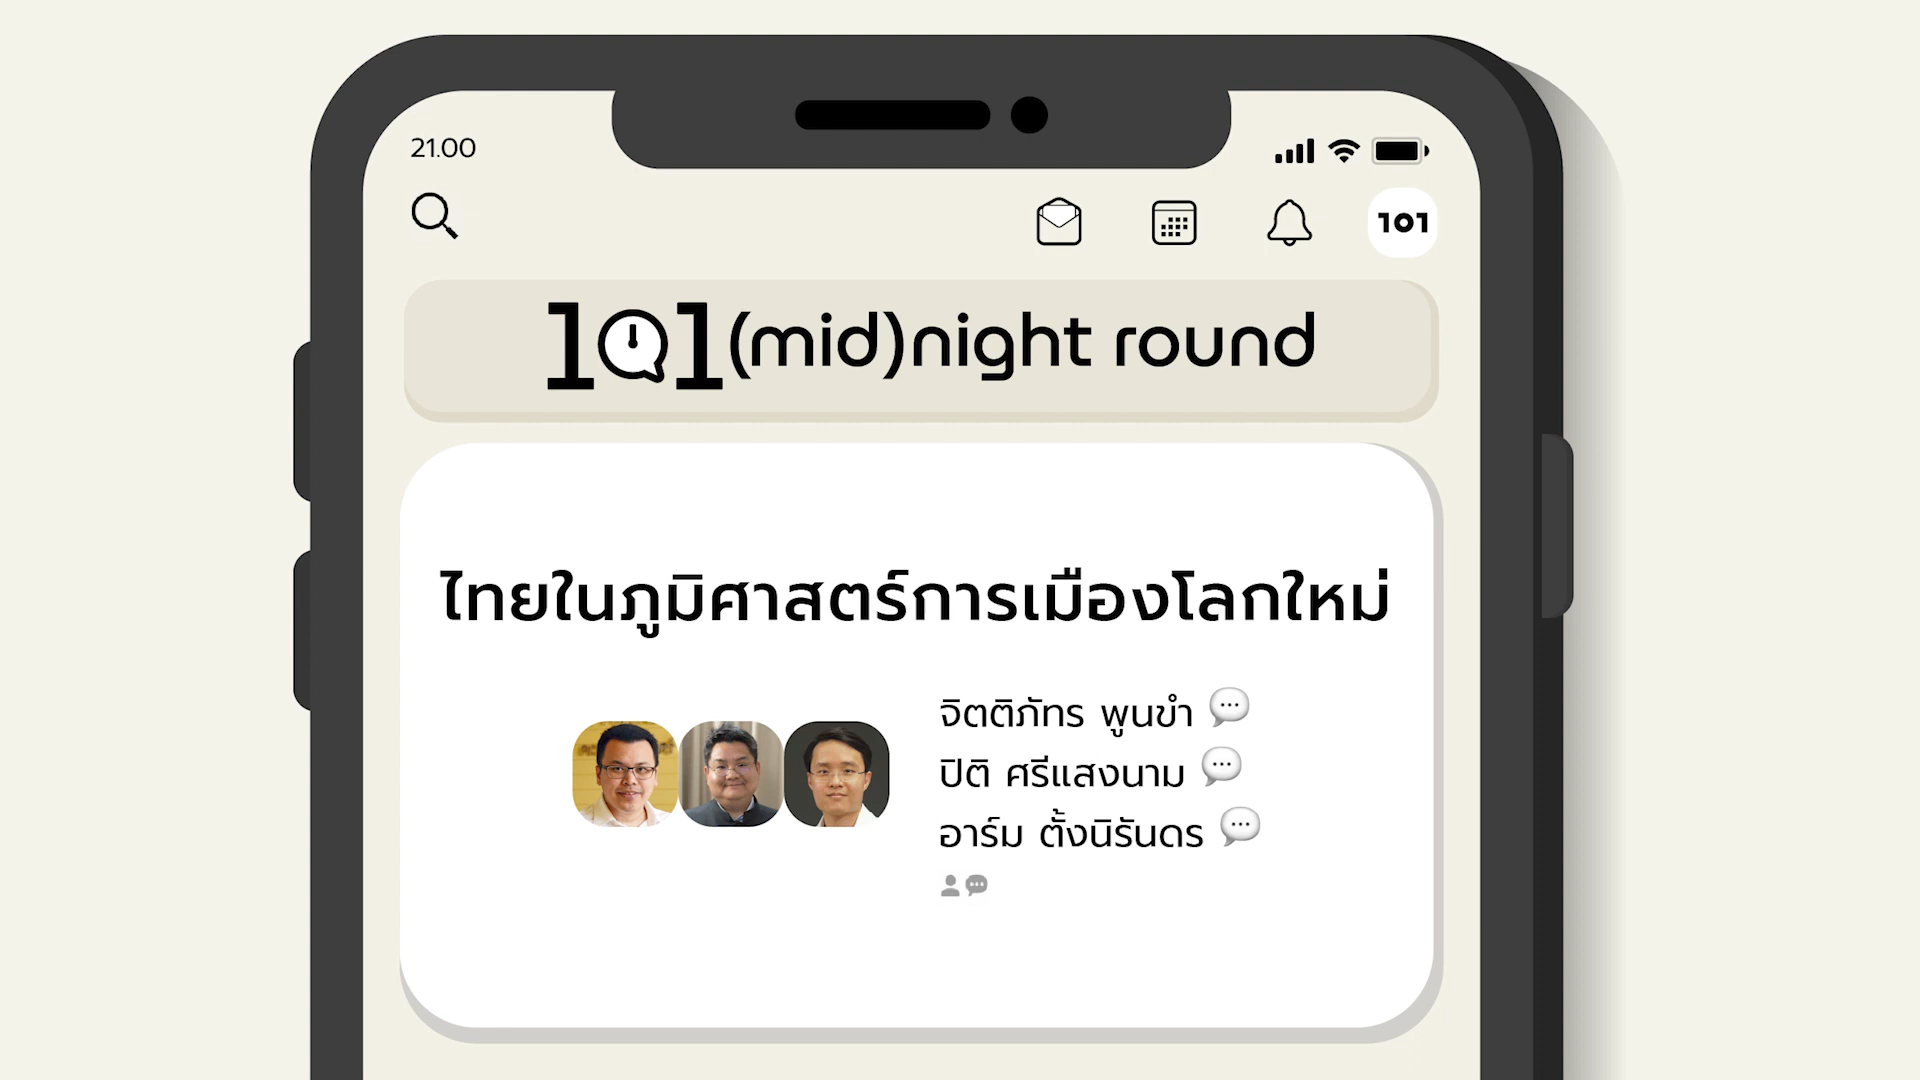 21.00
101
101 (mid)night round
ไทยในภูมิศาสตร์การเมืองโลกใหม่
จิตติภัทร พูนขำ
ปิติ ศรีแสงนาม
อาร์ม ตั้งนิรันดร